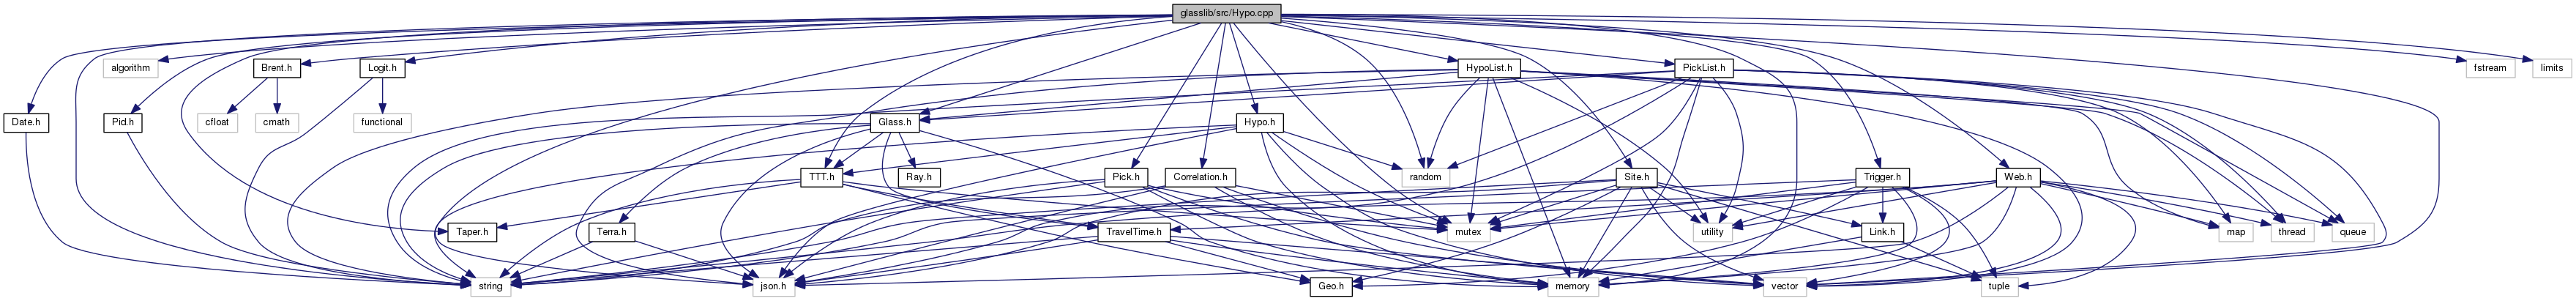 glasslib/src/Hypo.cpp
algorithm
Brent.h
Logit.h
HypoList.h
PickList.h
fstream
limits
Date.h
Pid.h
cfloat
cmath
functional
Glass.h
Hypo.h
TTT.h
Ray.h
Pick.h
Correlation.h
random
Site.h
Trigger.h
Web.h
Taper.h
Terra.h
TravelTime.h
mutex
utility
Link.h
map
thread
queue
string
json.h
Geo.h
memory
vector
tuple